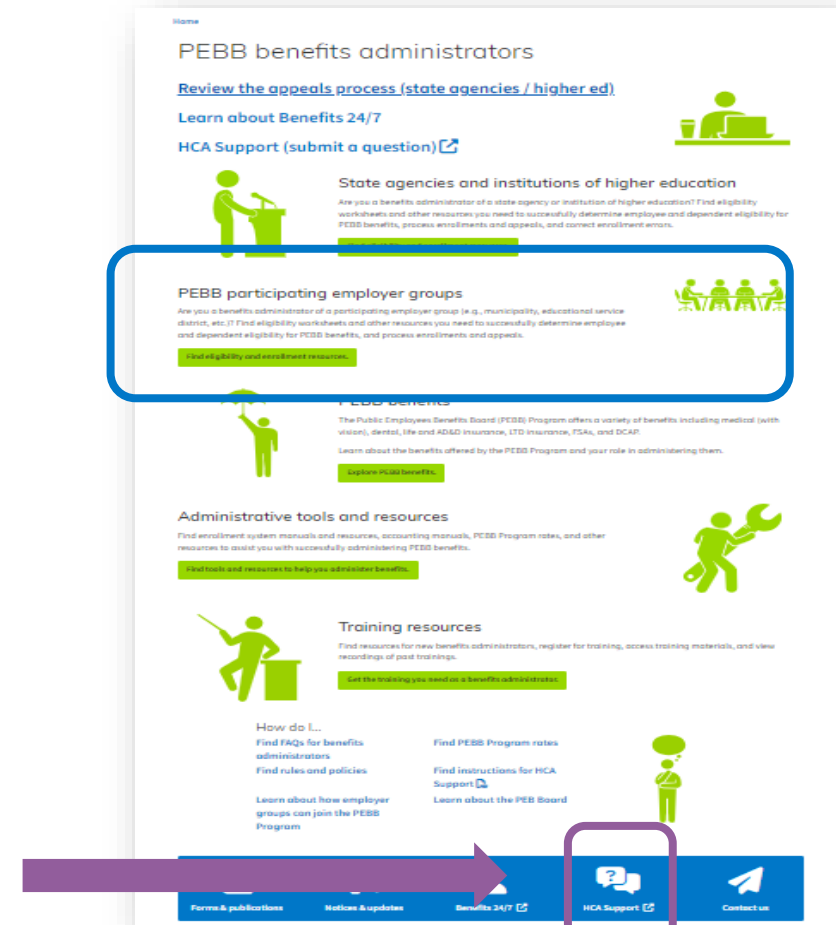 Home
PEBB benefits administrators
Review the appeals process (state agencies / higher ed)
Learn about Benefits 24/7
HCA Support (submit a question)
State agencies and institutions of higher education
Are you a benefits administrator of a state agency or institution of higher education? Find eligibility
worksheets and other resources you need to successfully determine employee and dependent eligibility for
PEBB benefits, process enrollments and appeals, and correct enrollment errors.
PEBB participating employer groups
Are you a benefits administrator of a participating employer group (e.g., municipality, educational service
district, etc.)? Find eligibility worksheets and other resources you need to successfully determine employee
and dependent eligibility for PEBB benefits, and process enrollments and appeals.
Find eligibility and enrollment resources.
PEBB benefits
The Public Employees Benefits Board (PEBB) Program offers a variety of benefits including medical (with
vision), dental, life and AD&D insurance, LTD insurance, FSAs, and DCAP.
Learn about the benefits offered by the PEBB Program and your role in administering them.
Explore PEBB benefits.
Administrative tools and resources
Find enrollment system manuals and resources, accounting manuals, PEBB Program rates, and other
resources to assist you with successfully administering PEBB benefits.
Find tools and resources to help you administer benefits.
Training resources
Find resources for new benefits administrators, register for training, access training materials, and view
recordings of past trainings.
Get the training you need as a benefits administrator.
How do I...
Find FAQs for benefits
administrators
Find PEBB Program rates
Find rules and policies
Find instructions for HCA
Support
Learn about how employer
groups can join the PEBB
Program
Learn about the PEB Board
Forms & publications
Notices & updates
Benefits 24/7
HCA Support
Contact us